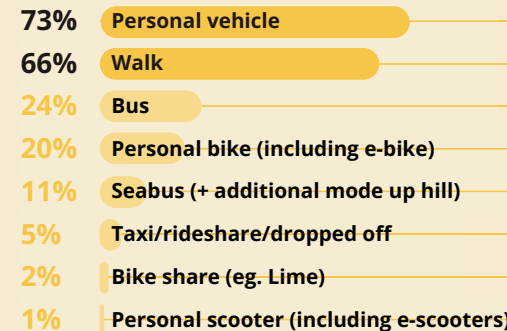 73% Personal vehicle
66% Walk
24% Bus
20% Personal bike (including e-bike)
11% Seabus (+ additional mode up hill)
5% Taxi/rideshare/dropped off
2% Bike share (eg. Lime)
1% Personal scooter (including e-scooters)